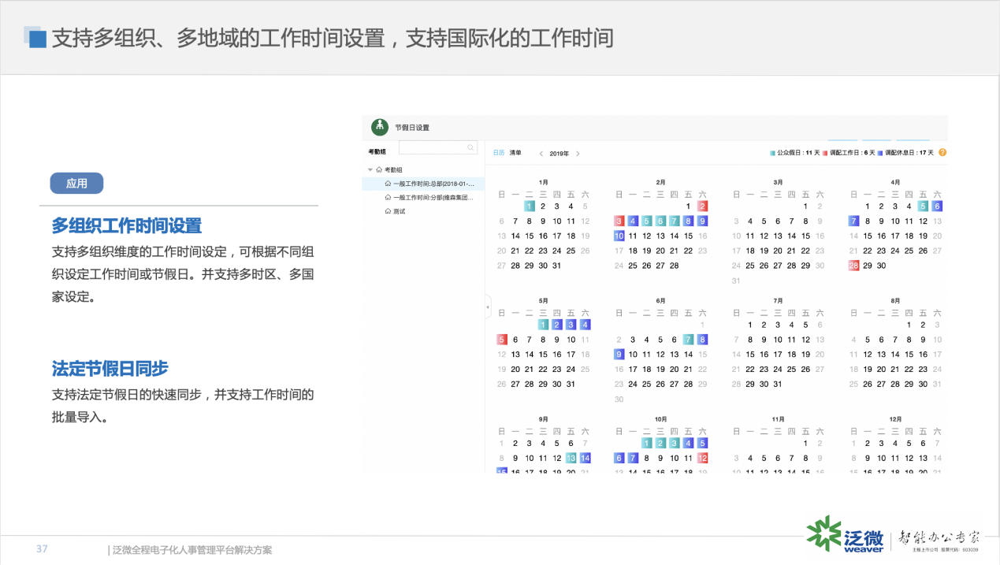 支持多组织、多地域的工作时间设置，支持国际化的工作时间
应用
多组织工作时间设置
支持多组织维度的工作时间设定，可根据不同组
织设定工作时间或节假日。并支持多时区、多国
家设定。
法定节假日同步
支持法定节假日的快速同步，并支持工作时间的
批量导入。
节假日设置
考勤组
考勤组
一般工作时间:总部(2018-01-...
一般工作时间:分部(维森集团...
测试
日历 清单 < 2019年 > 公众假日 : 11 天 调配工作日 : 6 天 调配休息日 : 17 天 ?
1月 2月 3月 4月
日 一 二 三 四 五 六 日 一 二 三 四 五 六 日 一 二 三 四 五 六 日 一 二 三 四 五 六
1 2 3 4 5 1 2 1 2 1 2 3 4 5 6
6 7 8 9 10 11 12 3 4 5 6 7 8 9 3 4 5 6 7 8 9 7 8 9 10 11 12 13
13 14 15 16 17 18 19 10 11 12 13 14 15 16 10 11 12 13 14 15 16 14 15 16 17 18 19 20
20 21 22 23 24 25 26 17 18 19 20 21 22 23 17 18 19 20 21 22 23 21 22 23 24 25 26 27
27 28 29 30 31 24 25 26 27 28 24 25 26 27 28 29 30 28 29 30
31
5月 6月 7月 8月
日 一 二 三 四 五 六 日 一 二 三 四 五 六 日 一 二 三 四 五 六 日 一 二 三 四 五 六
1 2 3 4 1 1 2 3 4 5 6 1 2 3
5 6 7 8 9 10 11 2 3 4 5 6 7 8 7 8 9 10 11 12 13 4 5 6 7 8 9 10
12 13 14 15 16 17 18 9 10 11 12 13 14 15 14 15 16 17 18 19 20 11 12 13 14 15 16 17
19 20 21 22 23 24 25 16 17 18 19 20 21 22 21 22 23 24 25 26 27 18 19 20 21 22 23 24
26 27 28 29 30 31 23 24 25 26 27 28 29 28 29 30 31 25 26 27 28 29 30 31
30
9月 10月 11月 12月
日 一 二 三 四 五 六 日 一 二 三 四 五 六 日 一 二 三 四 五 六 日 一 二 三 四 五 六
1 2 3 4 5 6 7 1 2 3 4 5 1 2 1 2 3 4 5 6 7
8 9 10 11 12 13 14 6 7 8 9 10 11 12 3 4 5 6 7 8 9 8 9 10 11 12 13 14
15 16 17 18 19 20 21 13 14 15 16 17 18 19 10 11 12 13 14 15 16 15 16 17 18 19 20 21
37
|泛微全程电子化人事管理平台解决方案
泛微
weaver
智能办公专家
主板上市公司 股票代码：603039